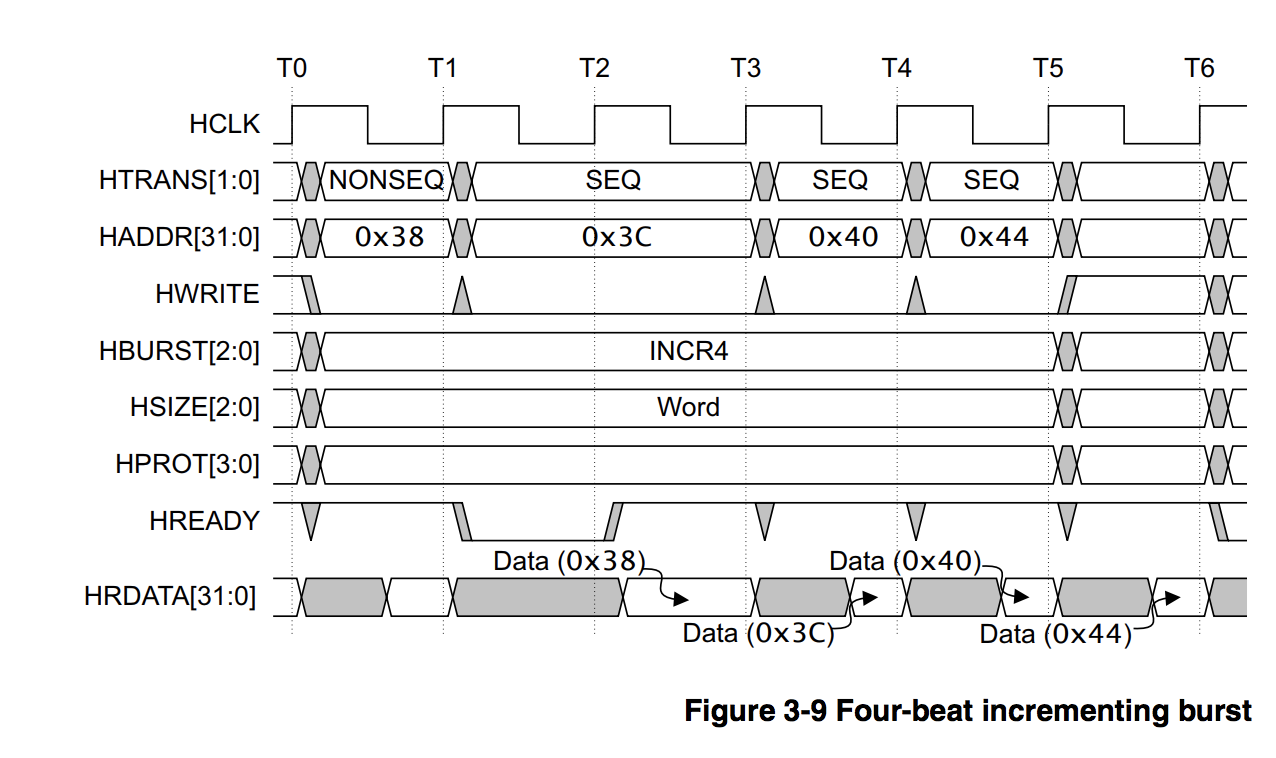 T0 T1 T2 T3 T4 T5 T6
HCLK
HTRANS[1:0] NONSEQ SEQ SEQ SEQ
HADDR[31:0] 0x38 0x3C 0x40 0x44
HWRITE
HBURST[2:0] INCR4
HSIZE[2:0] Word
HPROT[3:0]
HREADY
Data (0x38) Data (0x40)
HRDATA[31:0]
Data (0x3C) Data (0x44)
Figure 3-9 Four-beat incrementing burst